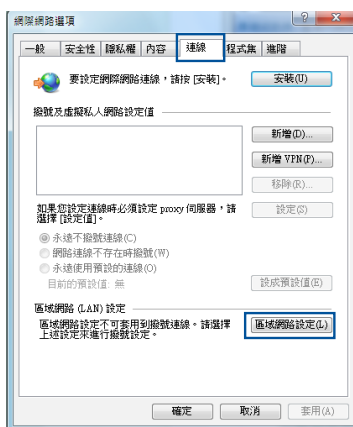 網際網路選項
一般 安全性 隱私權 內容 連線 程式集 進階
要設定網際網路連線，請按 [安裝]。 安裝(U)
撥號及虛擬私人網路設定值
新增(D)...
新增 VPN(P)...
移除(R)...
如果您設定連線時必須設定 proxy 伺服器，請 設定(S)
選擇 [設定值]。
永遠不撥號連線(C)
網路連線不存在時撥號(W)
永遠使用預設的連線(O)
目前的預設值: 無 設成預設值(E)
區域網路 (LAN) 設定
區域網路設定不可套用到撥號連線。請選擇 區域網路設定(L)
上述設定來進行撥號設定。
確定 取消 套用(A)